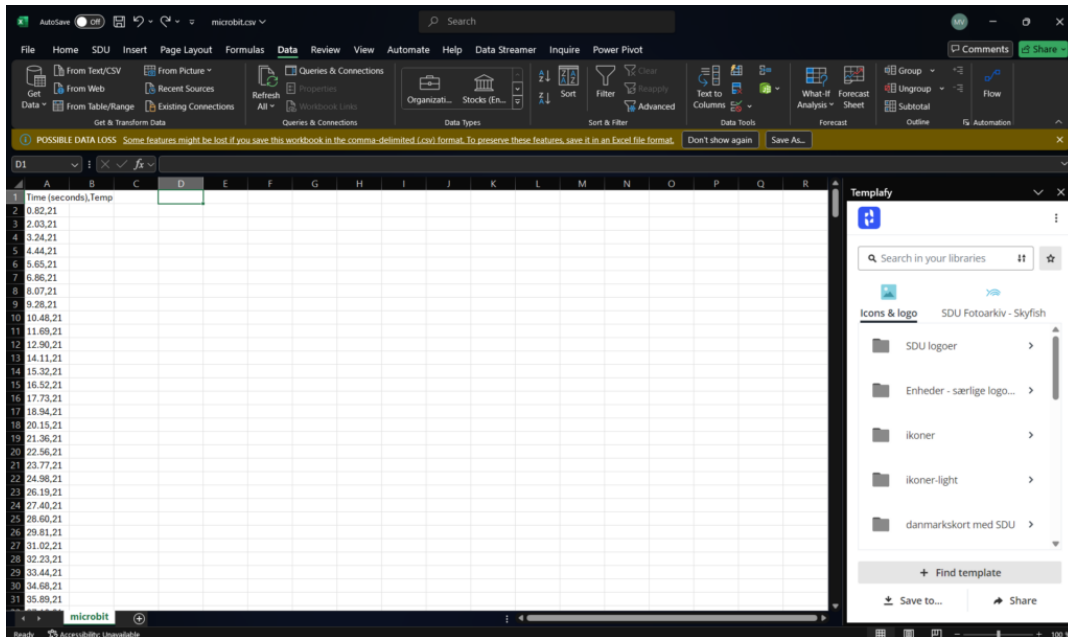 AutoSave Off microbit.csv Search MV
File Home SDU Insert Page Layout Formulas Data Review View Automate Help Data Streamer Inquire Power Pivot Comments Share
From Text/CSV From Picture Queries & Connections Clear Group
Get Data From Web Recent Sources Refresh All Properties Organizati... Stocks (En... Sort Filter Reapply Text to Columns What-If Analysis Forecast Sheet Ungroup Flow
From Table/Range Existing Connections Workbook Links Advanced Subtotal
Get & Transform Data Queries & Connections Data Types Sort & Filter Data Tools Forecast Outline Automation
POSSIBLE DATA LOSS Some features might be lost if you save this workbook in the comma-delimited (.csv) format. To preserve these features, save it in an Excel file format. Don't show again Save As...
D1 fx
A B C D E F G H I J K L M N O P Q R
1 Time (seconds),Temp
2 0.82,21
3 2.03,21
4 3.24,21
5 4.44,21
6 5.65,21
7 6.86,21
8 8.07,21
9 9.28,21
10 10.48,21
11 11.69,21
12 12.90,21
13 14.11,21
14 15.32,21
15 16.52,21
16 17.73,21
17 18.94,21
18 20.15,21
19 21.36,21
20 22.56,21
21 23.77,21
22 24.98,21
23 26.19,21
24 27.40,21
25 28.60,21
26 29.81,21
27 31.02,21
28 32.23,21
29 33.44,21
30 34.68,21
31 35.89,21
microbit
Ready Accessibility: Unavailable 100
Templafy
Search in your libraries
Icons & logo SDU Fotoarkiv - Skyfish
SDU logoer
Enheder - særlige logo...
ikoner
ikoner-light
danmarkskort med SDU
+ Find template
Save to... Share